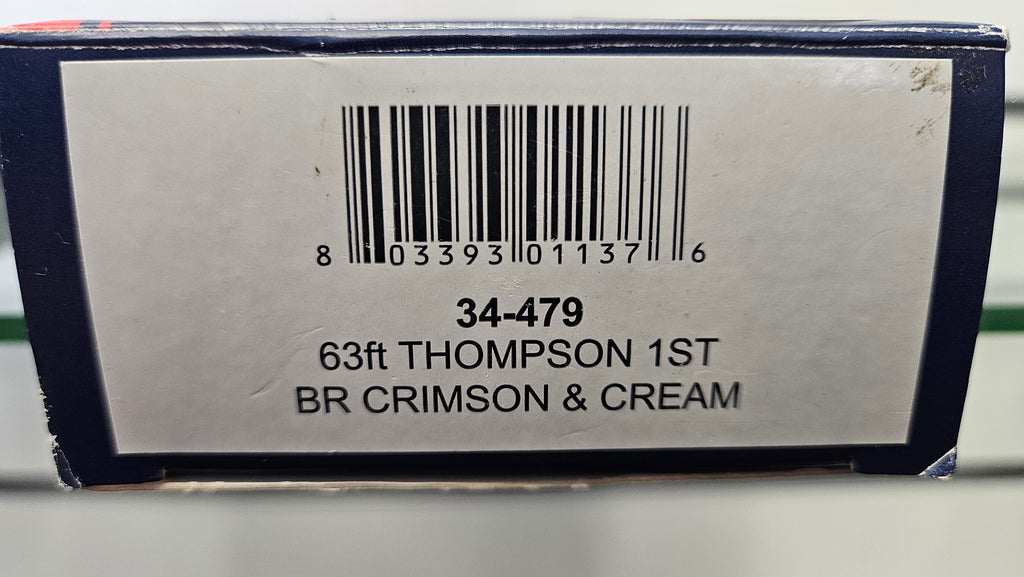 8 03393 01137 6
34-479
63ft THOMPSON 1ST
BR CRIMSON & CREAM